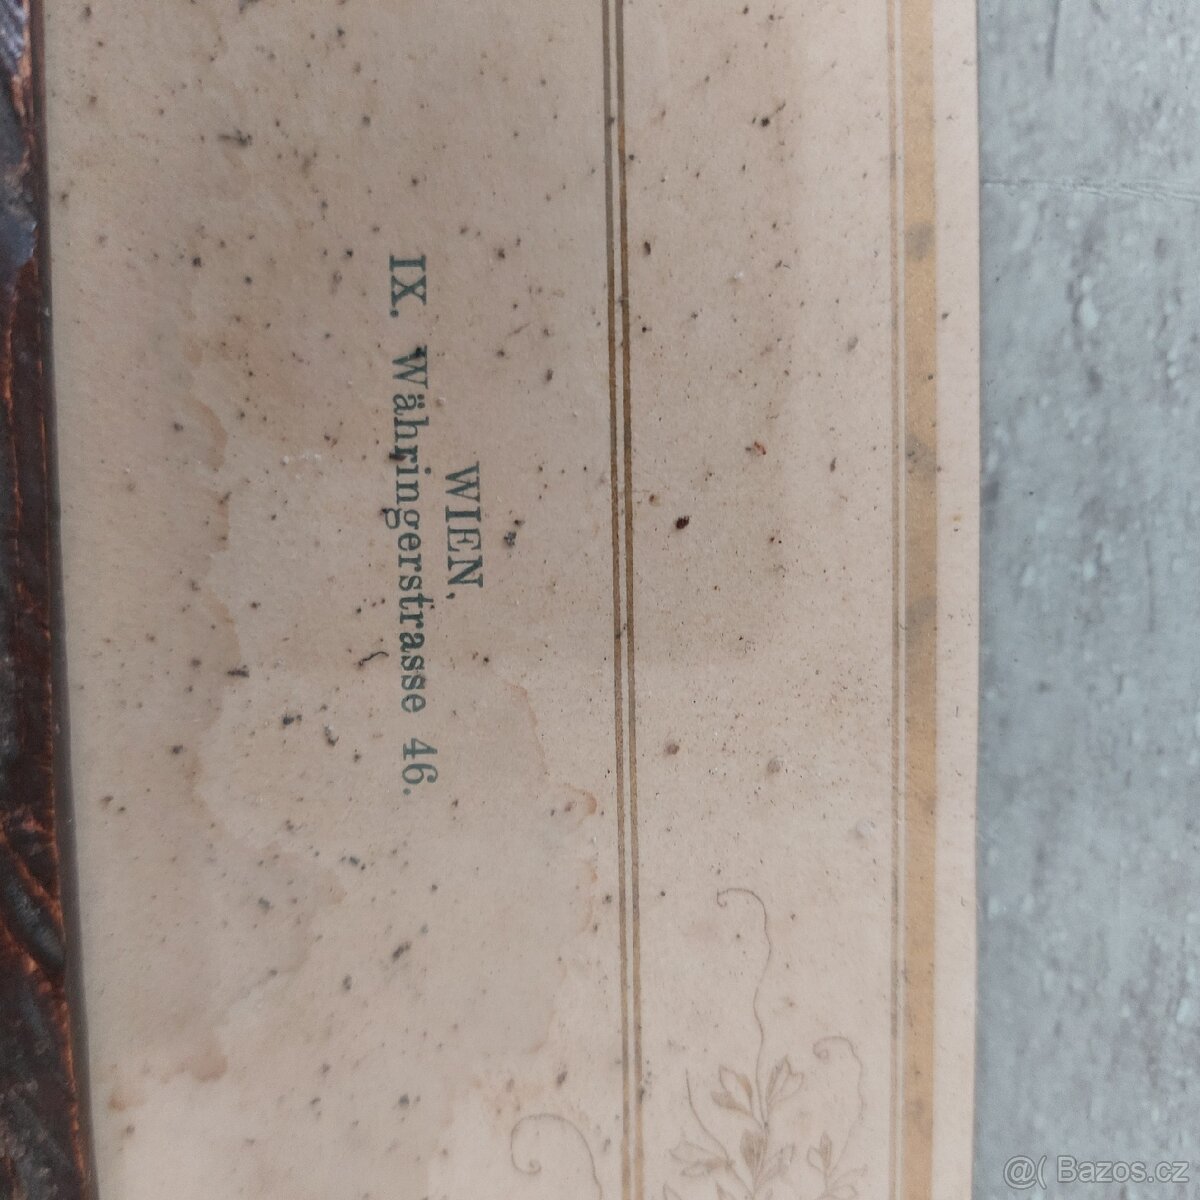 WIEN,
IX. Währingerstrasse 46.
@( Bazos.cz